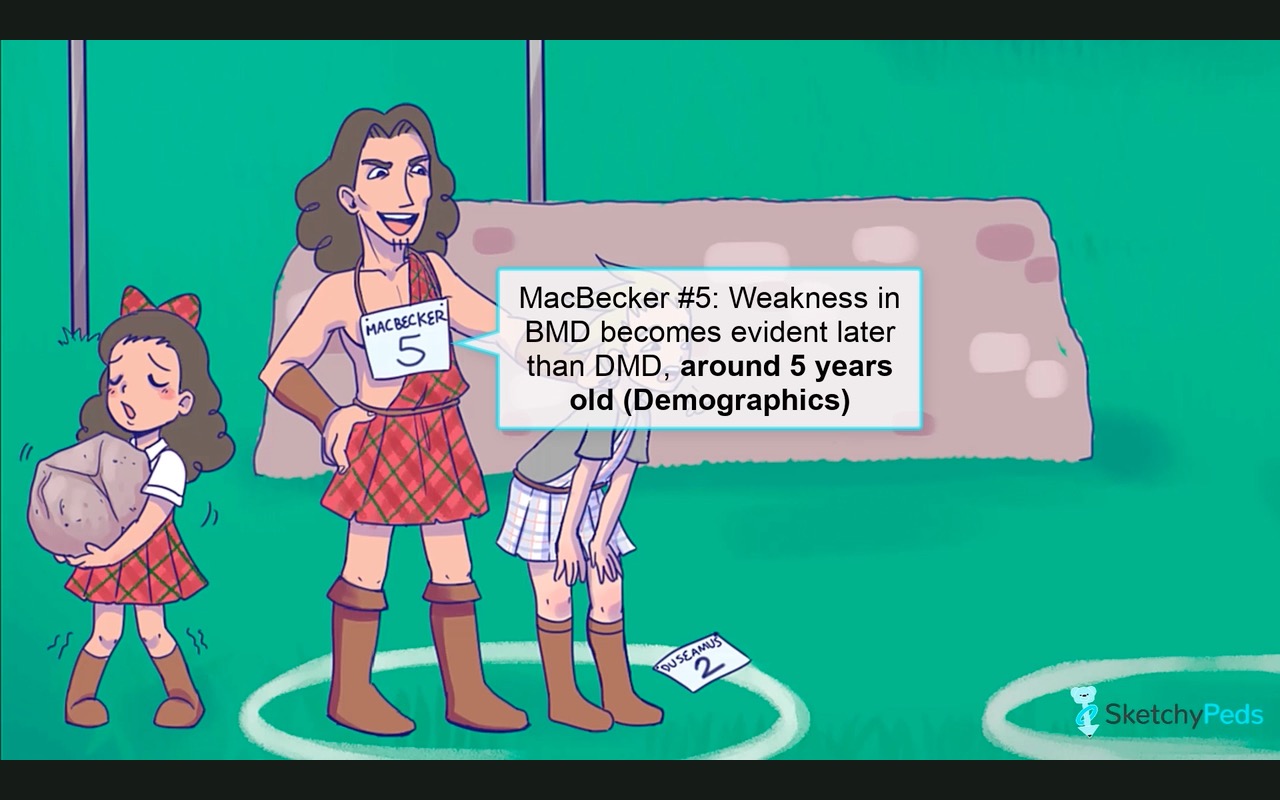 MACBECKER
5
MacBecker #5: Weakness in
BMD becomes evident later
than DMD, around 5 years
old (Demographics)
DUSEAMUS
2
SketchyPeds